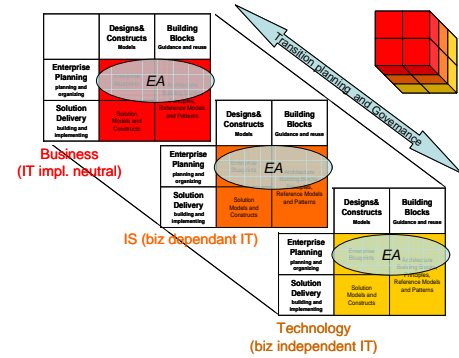 Designs&
Constructs
Models
Building
Blocks
Guidance and reuse
Enterprise
Planning
planning and
organizing
EA
Solution
Delivery
building and
implementing
Solution
Models and
Constructs
Reference Models
and Patterns
Business
(IT impl. neutral)
Transition planning, and Governance
Designs&
Constructs
Models
Building
Blocks
Guidance and reuse
Enterprise
Planning
planning and
organizing
EA
Solution
Delivery
building and
implementing
Solution
Models and
Constructs
Reference Models
and Patterns
IS (biz dependant IT)
Designs&
Constructs
Models
Building
Blocks
Guidance and reuse
Enterprise
Planning
planning and
organizing
Enterprise
Blueprints
EA
Principles,
Reference Models
and Patterns
Solution
Delivery
building and
implementing
Solution
Models and
Constructs
Technology
(biz independent IT)